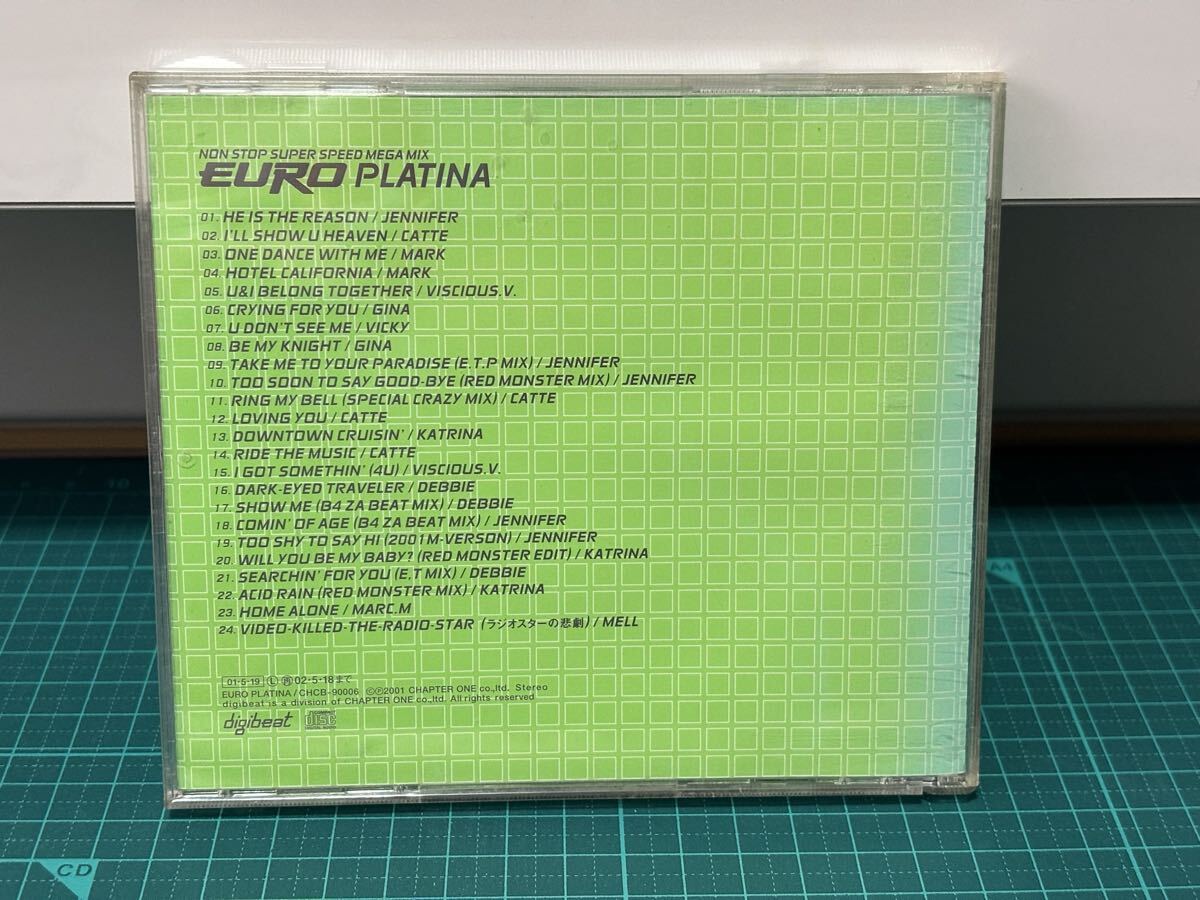 NON STOP SUPER SPEED MEGA MIX
EURO PLATINA
01. HE IS THE REASON / JENNIFER
02. I'LL SHOW U HEAVEN / CATTE
03. ONE DANCE WITH ME / MARK
04. HOTEL CALIFORNIA / MARK
05. U&I BELONG TOGETHER / VISCIOUS.V.
06. CRYING FOR YOU / GINA
07. U DON'T SEE ME / VICKY
08. BE MY KNIGHT / GINA
09. TAKE ME TO YOUR PARADISE (E.T.P MIX) / JENNIFER
10. TOO SOON TO SAY GOOD-BYE (RED MONSTER MIX) / JENNIFER
11. RING MY BELL (SPECIAL CRAZY MIX) / CATTE
12. LOVING YOU / CATTE
13. DOWNTOWN CRUISIN' / KATRINA
14. RIDE THE MUSIC / CATTE
15. I GOT SOMETHIN' (4U) / VISCIOUS.V.
16. DARK-EYED TRAVELER / DEBBIE
17. SHOW ME (B4 ZA BEAT MIX) / DEBBIE
18. COMIN' OF AGE (B4 ZA BEAT MIX) / JENNIFER
19. TOO SHY TO SAY HI (2001 M-VERSON) / JENNIFER
20. WILL YOU BE MY BABY? (RED MONSTER EDIT) / KATRINA
21. SEARCHIN' FOR YOU (E.T MIX) / DEBBIE
22. ACID RAIN (RED MONSTER MIX) / KATRINA
23. HOME ALONE / MARC.M
24. VIDEO-KILLED-THE-RADIO-STAR (ラジオスターの悲劇) / MELL
01・5・19 Ⓛ ㊞ 02・5・18まで
EURO PLATINA / CHCB-90006 ©℗2001 CHAPTER ONE co.,ltd. Stereo
digibeat is a division of CHAPTER ONE co.,ltd. All rights reserved
digibeat COMPACT disc DIGITAL AUDIO
A4
CD